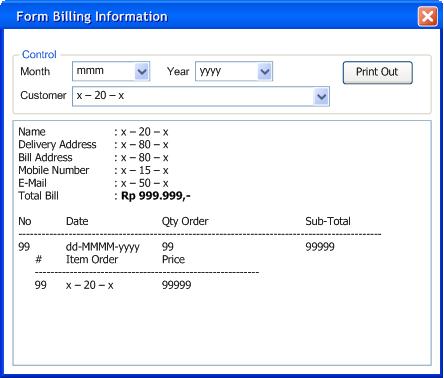 Form Billing Information
Control
Month mmm Year yyyy Print Out
Customer x – 20 – x
Name : x – 20 – x
Delivery Address : x – 80 – x
Bill Address : x – 80 – x
Mobile Number : x – 15 – x
E-Mail : x – 50 – x
Total Bill : Rp 999.999,-
No Date Qty Order Sub-Total
99 dd-MMMM-yyyy 99 99999
# Item Order Price
99 x – 20 – x 99999